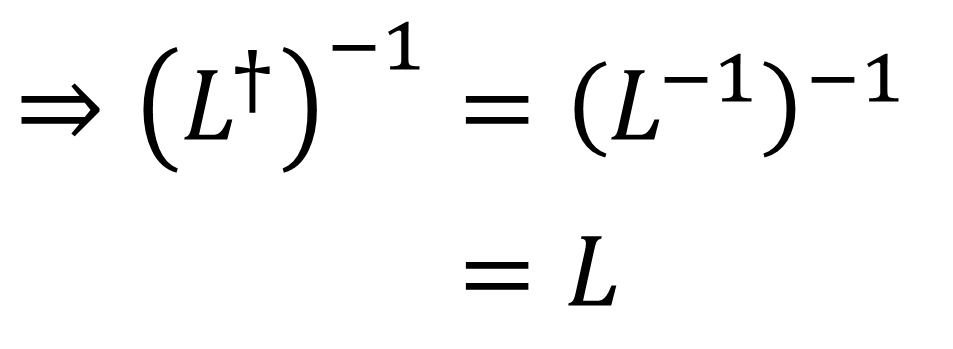 ⇒ (L†)⁻¹ = (L⁻¹)⁻¹
= L